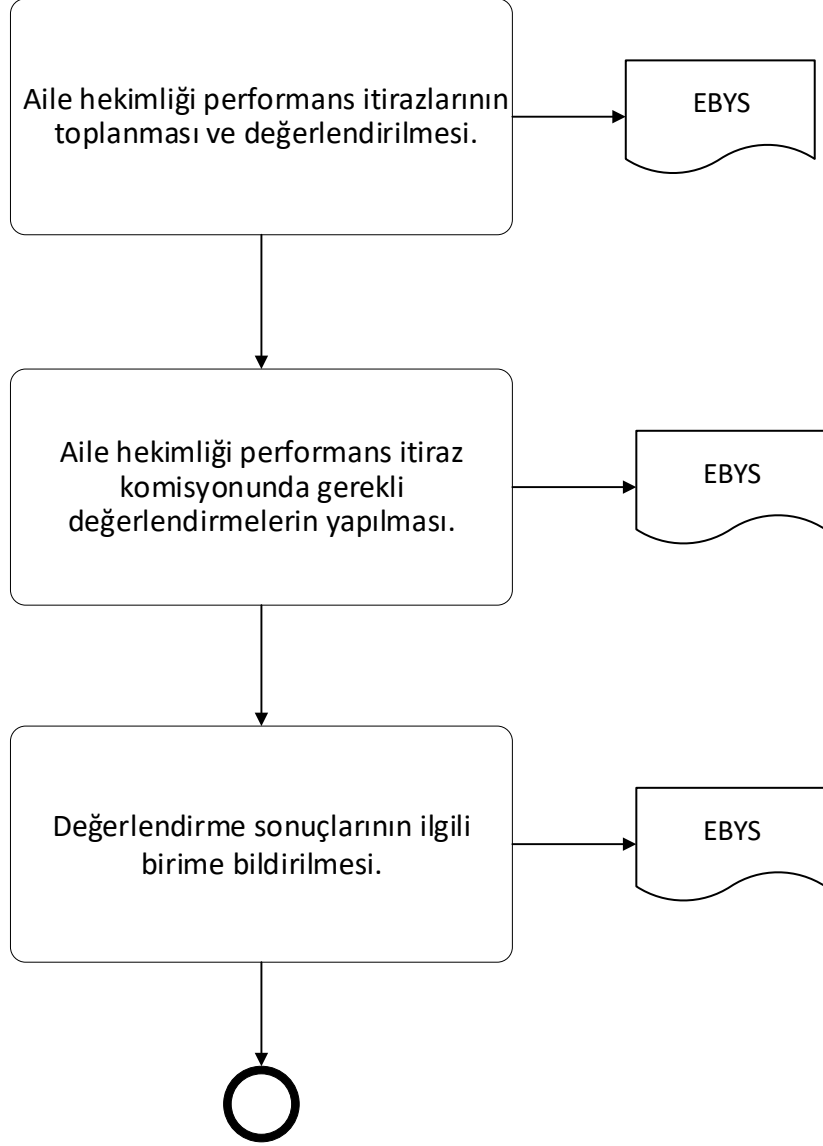 Aile hekimliği performans itirazlarının
toplanması ve değerlendirilmesi.
EBYS
Aile hekimliği performans itiraz
komisyonunda gerekli
değerlendirmelerin yapılması.
EBYS
Değerlendirme sonuçlarının ilgili
birime bildirilmesi.
EBYS